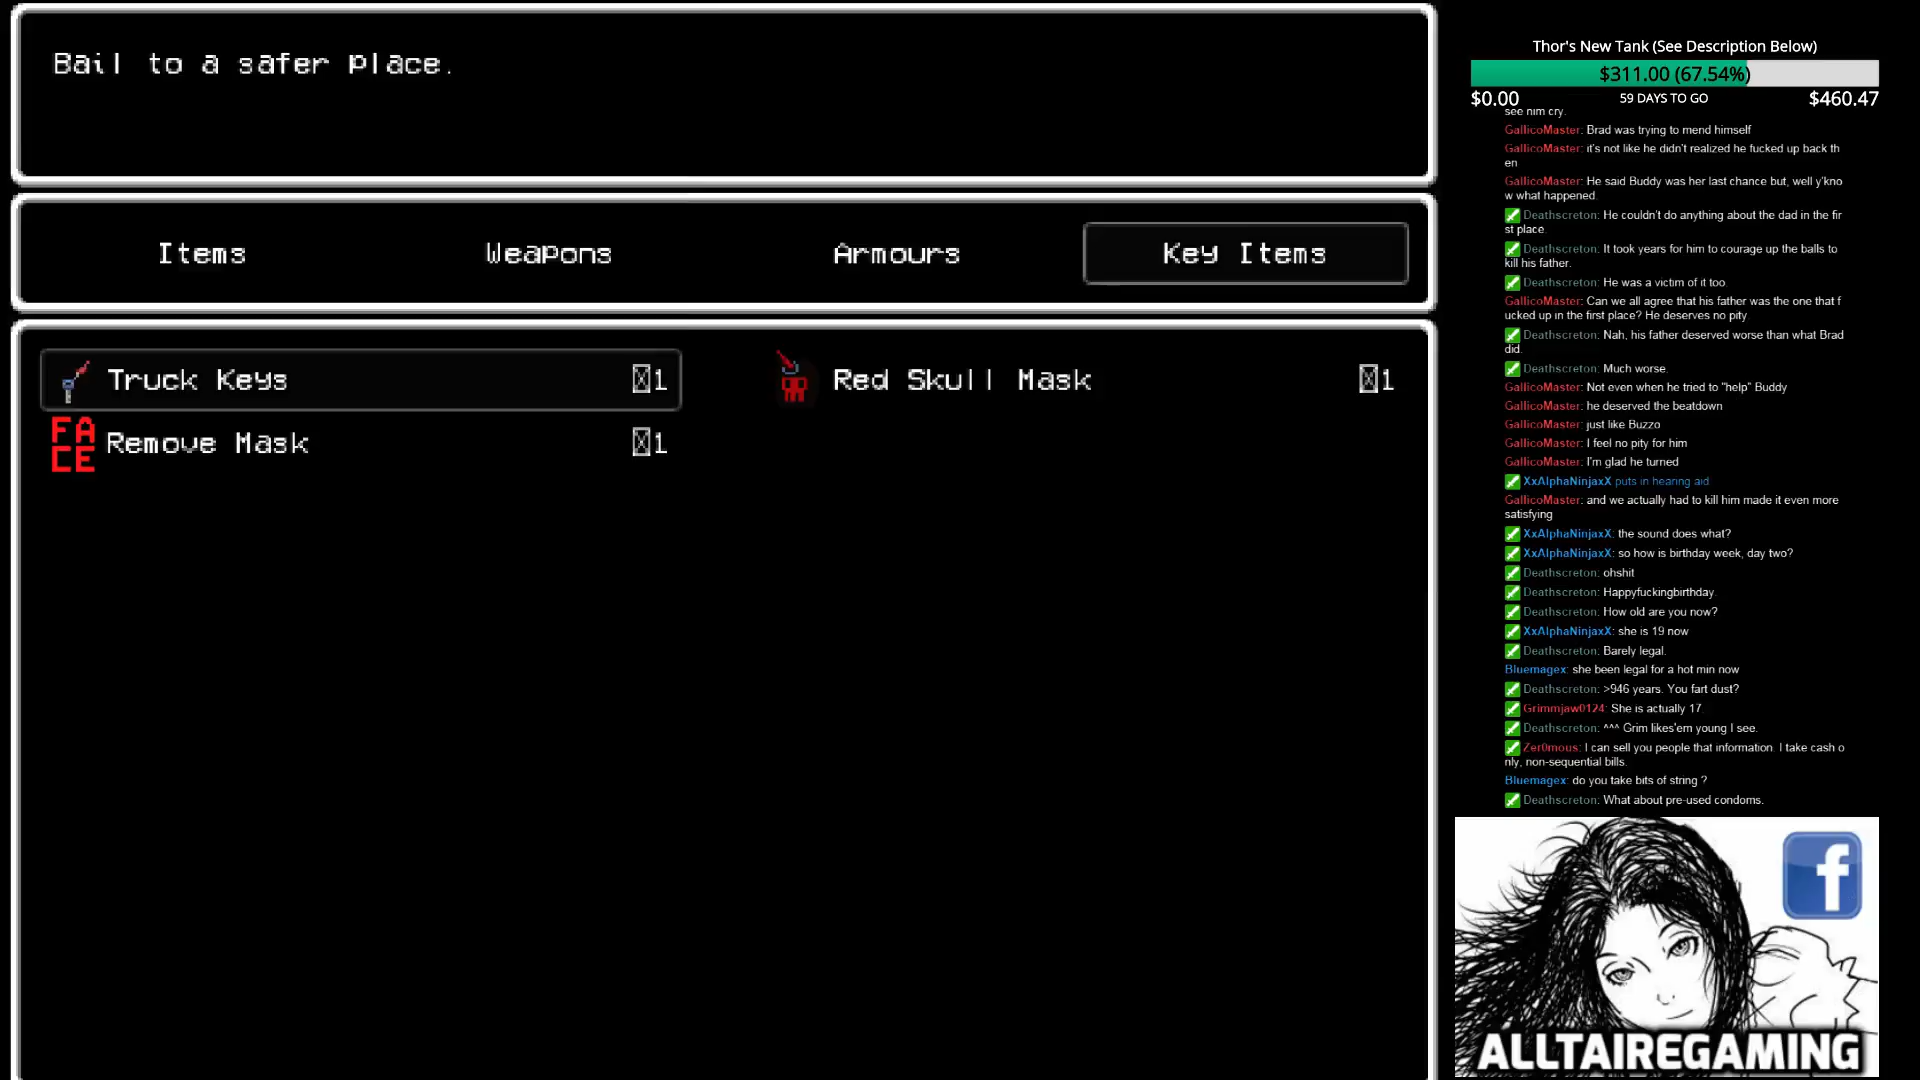 Bail to a safer place.
Items
Weapons
Armours
Key Items
Truck Keys
X1
Red Skull Mask
X1
FA
CE
Remove Mask
X1
Thor's New Tank (See Description Below)
$311.00 (67.54%)
$0.00
59 DAYS TO GO
$460.47
see him cry.
GallicoMaster: Brad was trying to mend himself
GallicoMaster: it's not like he didn't realized he fucked up back th
en
GallicoMaster: He said Buddy was her last chance but, well y'kno
w what happened.
Deathscreton: He couldn't do anything about the dad in the fir
st place.
Deathscreton: It took years for him to courage up the balls to
kill his father.
Deathscreton: He was a victim of it too.
GallicoMaster: Can we all agree that his father was the one that f
ucked up in the first place? He deserves no pity
Deathscreton: Nah, his father deserved worse than what Brad
did.
Deathscreton: Much worse.
GallicoMaster: Not even when he tried to "help" Buddy
GallicoMaster: he deserved the beatdown
GallicoMaster: just like Buzzo
GallicoMaster: I feel no pity for him
GallicoMaster: I'm glad he turned
XxAlphaNinjaxX puts in hearing aid
GallicoMaster: and we actually had to kill him made it even more
satisfying
XxAlphaNinjaxX: the sound does what?
XxAlphaNinjaxX: so how is birthday week, day two?
Deathscreton: ohshit
Deathscreton: Happyfuckingbirthday.
Deathscreton: How old are you now?
XxAlphaNinjaxX: she is 19 now
Deathscreton: Barely legal.
Bluemagex: she been legal for a hot min now
Deathscreton: >946 years. You fart dust?
Grimmjaw0124: She is actually 17.
Deathscreton: ^^^ Grim likes'em young I see.
Zer0mous: I can sell you people that information. I take cash o
nly, non-sequential bills.
Bluemagex: do you take bits of string ?
Deathscreton: What about pre-used condoms.
f
ALLTAIREGAMING